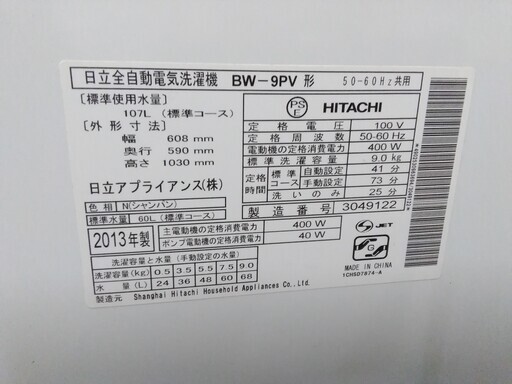 日立全自動電気洗濯機 BW-9PV 形 50-60Hz共用
[標準使用水量]
107L (標準コース)
[外形寸法]
幅 608 mm
奥行 590 mm
高さ 1030 mm
日立アプライアンス(株)
色相 N(シャンパン)
標準水量 60L(標準コース)
2013年製
主電動機の定格消費電力 400 W
ポンプ電動機の定格消費電力 40 W
PS E HITACHI
定格電圧 100 V
定格周波数 50-60 Hz
電動機の定格消費電力 400 W
標準洗濯容量 9.0 kg
定格時間 標準コース 自動設定 41 分
手動設定 73 分
洗いのみ 25 分
製造番号 3049122
洗濯容量と水量 (手動設定の水量)
洗濯容量(kg) 0.5 3.5 5.5 7.5 9.0
水量(L) 24 36 48 60 68
製造元 Shanghai Hitachi Household Appliances Co., Ltd.
S JET
G
MADE IN CHINA
1CHSD7874-A